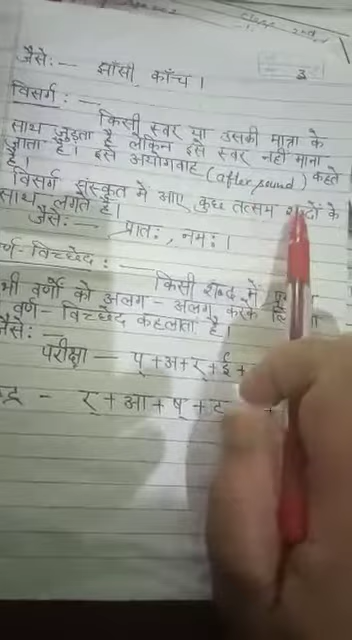 जैसे:— झाँसी, काँच।
3
विसर्ग:—
किसी स्वर या उसकी मात्रा के
साथ जुड़ता है लेकिन इसे स्वर नहीं माना
जाता है। इसे अयोगवाह (after sound) कहते
है।
विसर्ग संस्कृत में आए कुछ तत्सम शब्दों के
साथ लगते है।
जैसे:— प्रातः, नमः।
र्ण-विच्छेद:— किसी शब्द में
भी वर्णों को अलग-अलग करके
वर्ण-विच्छेद कहलाता है।
जैसे:—
परीक्षा — प्+अ+र्+ई+
- र्+आ+ष्+ट् +